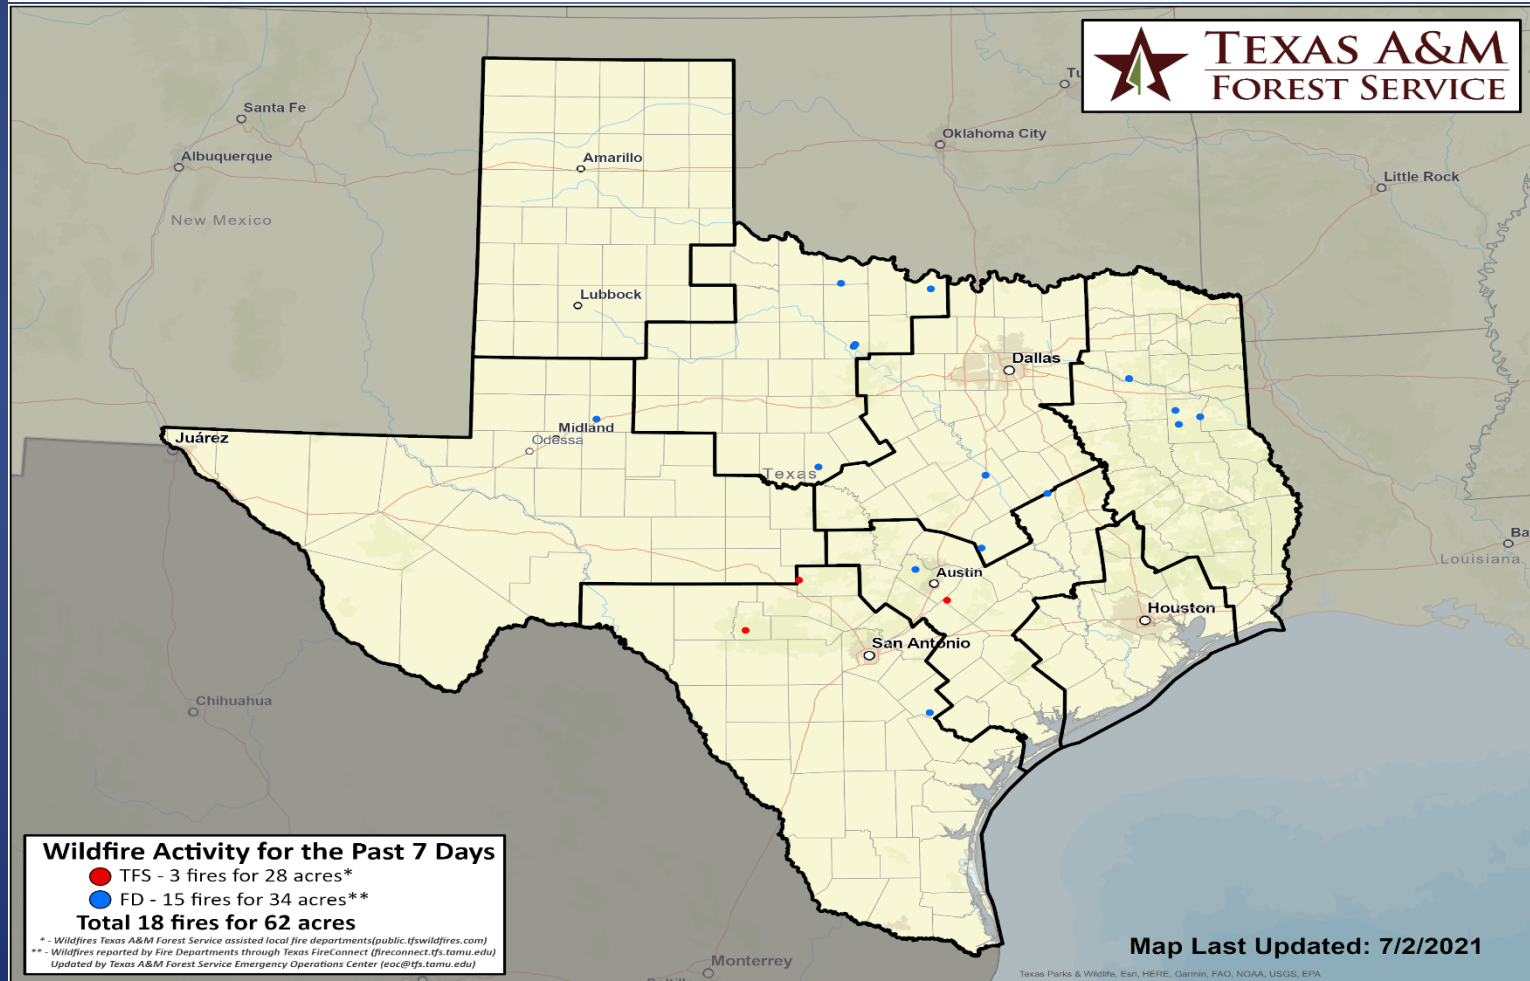 TEXAS A&M
FOREST SERVICE
Santa Fe
Albuquerque
New Mexico
Amarillo
Oklahoma City
Little Rock
Lubbock
Dallas
Juárez
Midland
Odessa
Texas
Louisiana
Austin
Houston
San Antonio
Chihuahua
Monterrey
Wildfire Activity for the Past 7 Days
TFS - 3 fires for 28 acres*
FD - 15 fires for 34 acres**
Total 18 fires for 62 acres
* - Wildfires Texas A&M Forest Service assisted local fire departments(public.tfswildfires.com)
** - Wildfires reported by Fire Departments through Texas FireConnect (fireconnect.tfs.tamu.edu)
Updated by Texas A&M Forest Service Emergency Operations Center (eoc@tfs.tamu.edu)
Map Last Updated: 7/2/2021
Texas Parks & Wildlife, Esri, HERE, Garmin, FAO, NOAA, USGS, EPA